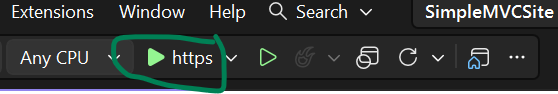 Extensions Window Help Search SimpleMVCSite
Any CPU https